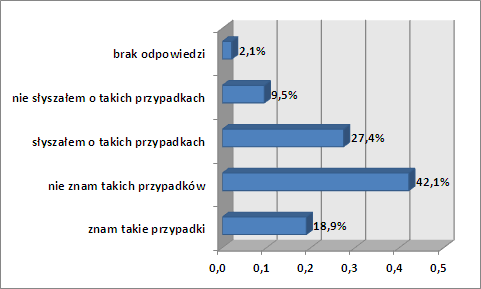 brak odpowiedzi 2,1%
nie słyszałem o takich przypadkach 9,5%
słyszałem o takich przypadkach 27,4%
nie znam takich przypadków 42,1%
znam takie przypadki 18,9%
0,0 0,1 0,2 0,3 0,4 0,5